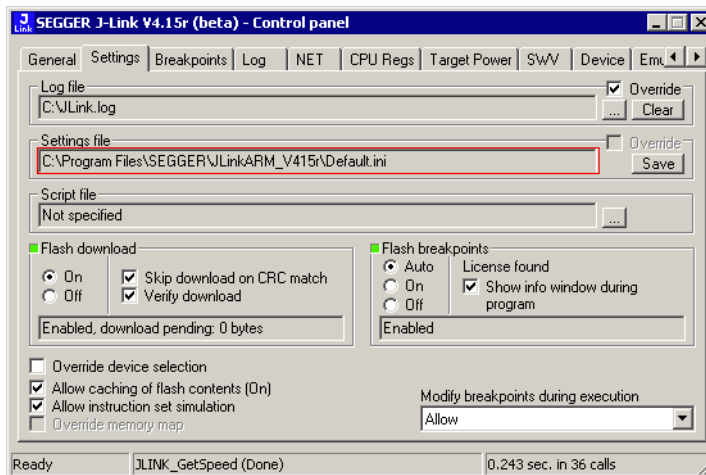 J Link SEGGER J-Link V4.15r (beta) - Control panel
General Settings Breakpoints Log NET CPU Regs Target Power SWV Device
Log file Override
C:\JLink.log ... Clear
Settings file Override
C:\Program Files\SEGGER\JLinkARM_V415r\Default.ini Save
Script file
Not specified ...
Flash download Flash breakpoints
On Skip download on CRC match Auto License found
Off Verify download On Show info window during
Off program
Enabled, download pending: 0 bytes Enabled
Override device selection
Allow caching of flash contents (On)
Allow instruction set simulation Modify breakpoints during execution
Override memory map Allow
Ready JLINK_GetSpeed (Done) 0.243 sec. in 36 calls